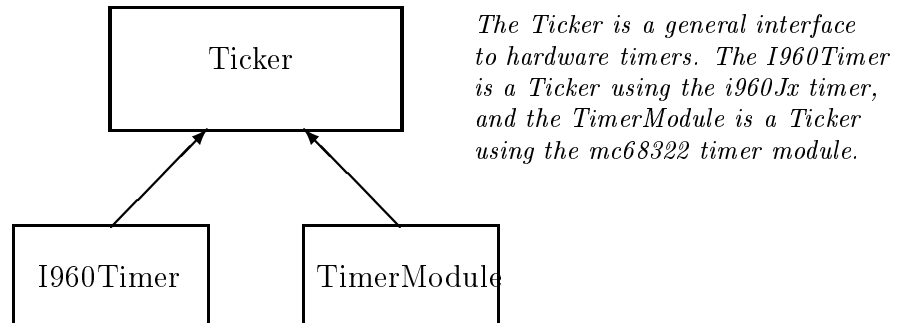 Ticker
The Ticker is a general interface
to hardware timers. The I960Timer
is a Ticker using the i960Jx timer,
and the TimerModule is a Ticker
using the mc68322 timer module.
I960Timer
TimerModule